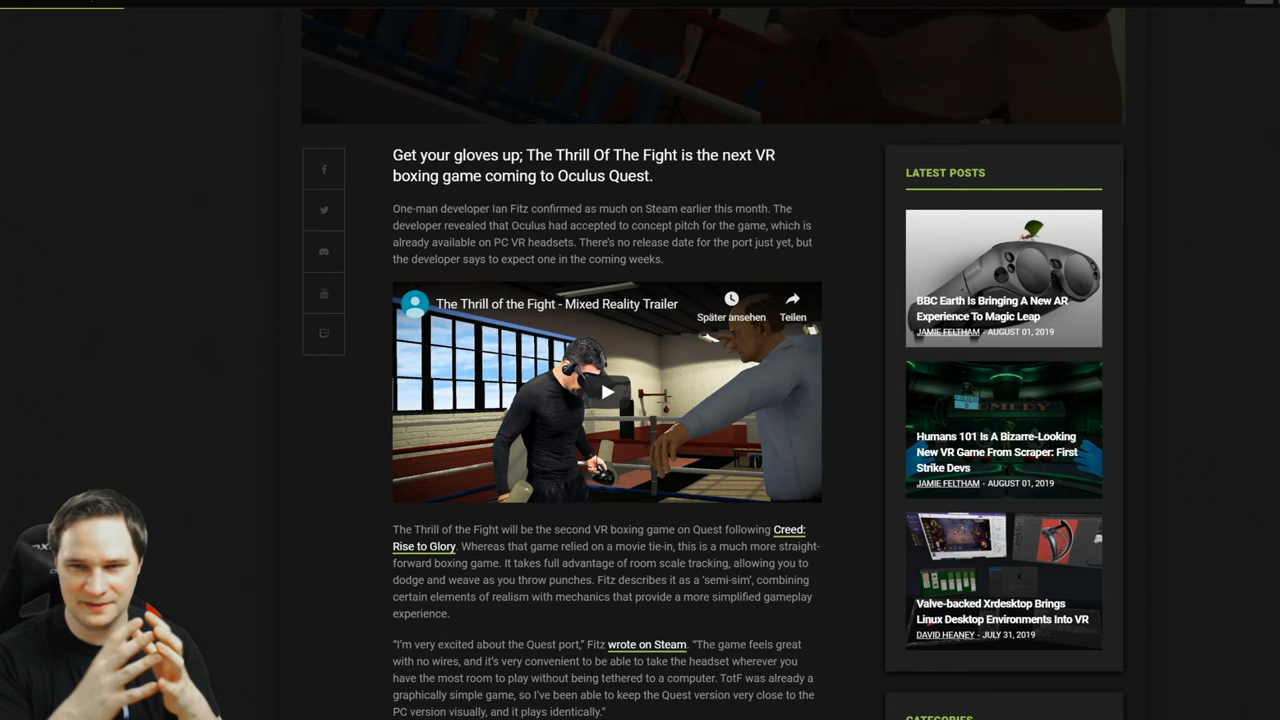 Get your gloves up; The Thrill Of The Fight is the next VR
boxing game coming to Oculus Quest.
One-man developer Ian Fitz confirmed as much on Steam earlier this month. The
developer revealed that Oculus had accepted to concept pitch for the game, which is
already available on PC VR headsets. There's no release date for the port just yet, but
the developer says to expect one in the coming weeks.
The Thrill of the Fight - Mixed Reality Trailer
Später ansehen
Teilen
The Thrill of the Fight will be the second VR boxing game on Quest following Creed:
Rise to Glory. Whereas that game relied on a movie tie-in, this is a much more straight-
forward boxing game. It takes full advantage of room scale tracking, allowing you to
dodge and weave as you throw punches. Fitz describes it as a 'semi-sim', combining
certain elements of realism with mechanics that provide a more simplified gameplay
experience.
"I'm very excited about the Quest port," Fitz wrote on Steam. "The game feels great
with no wires, and it's very convenient to be able to take the headset wherever you
have the most room to play without being tethered to a computer. TotF was already a
graphically simple game, so I've been able to keep the Quest version very close to the
PC version visually, and it plays identically."
LATEST POSTS
BBC Earth Is Bringing A New AR
Experience To Magic Leap
JAMIE FELTHAM - AUGUST 01, 2019
COMEDY
Humans 101 Is A Bizarre-Looking
New VR Game From Scraper: First
Strike Devs
JAMIE FELTHAM - AUGUST 01, 2019
Valve-backed Xrdesktop Brings
Linux Desktop Environments Into VR
DAVID HEANEY - JULY 31, 2019
CATEGORIES